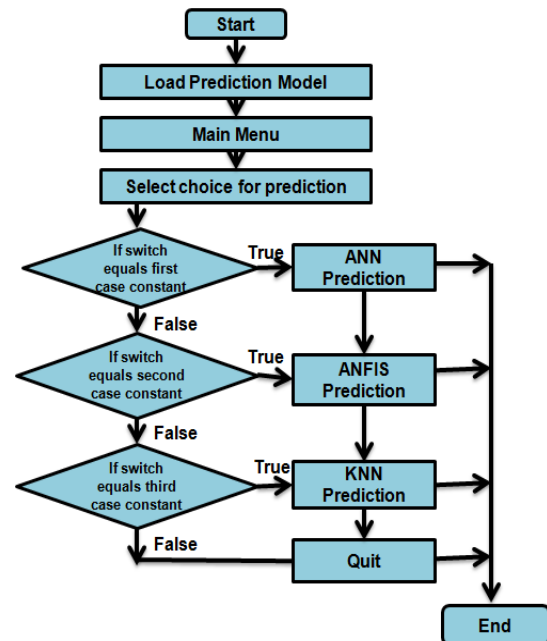 Start
Load Prediction Model
Main Menu
Select choice for prediction
If switch
equals first
case constant
True
ANN
Prediction
False
If switch
equals second
case constant
True
ANFIS
Prediction
False
If switch
equals third
case constant
True
KNN
Prediction
False
Quit
End